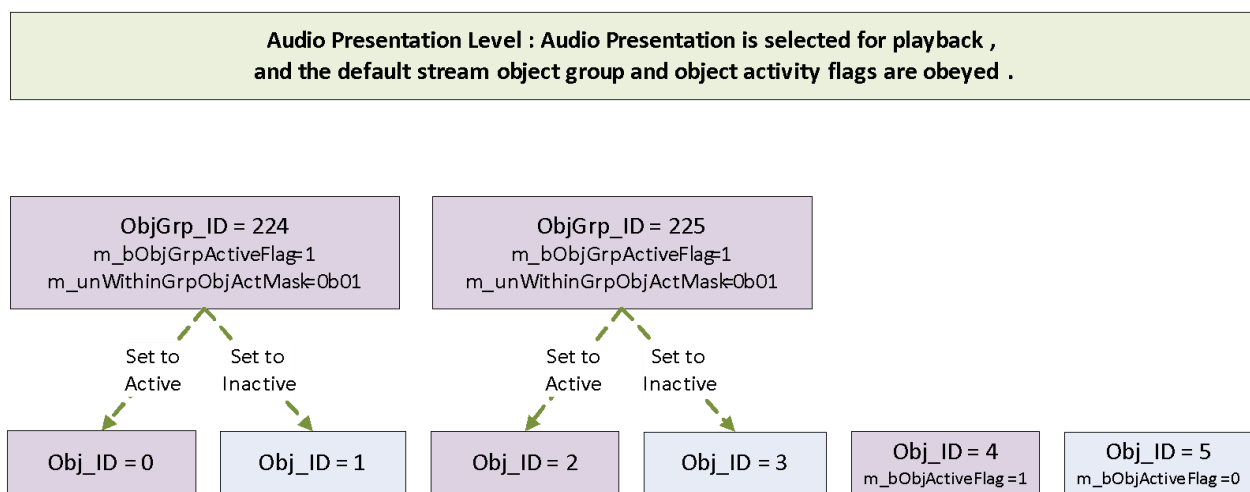 Audio Presentation Level : Audio Presentation is selected for playback ,
and the default stream object group and object activity flags are obeyed .
ObjGrp_ID = 224
m_bObjGrpActiveFlag=1
m_unWithinGrpObjActMask=0b01
ObjGrp_ID = 225
m_bObjGrpActiveFlag=1
m_unWithinGrpObjActMask=0b01
Set to
Active
Set to
Inactive
Set to
Active
Set to
Inactive
Obj_ID = 0
Obj_ID = 1
Obj_ID = 2
Obj_ID = 3
Obj_ID = 4
m_bObjActiveFlag=1
Obj_ID = 5
m_bObjActiveFlag=0